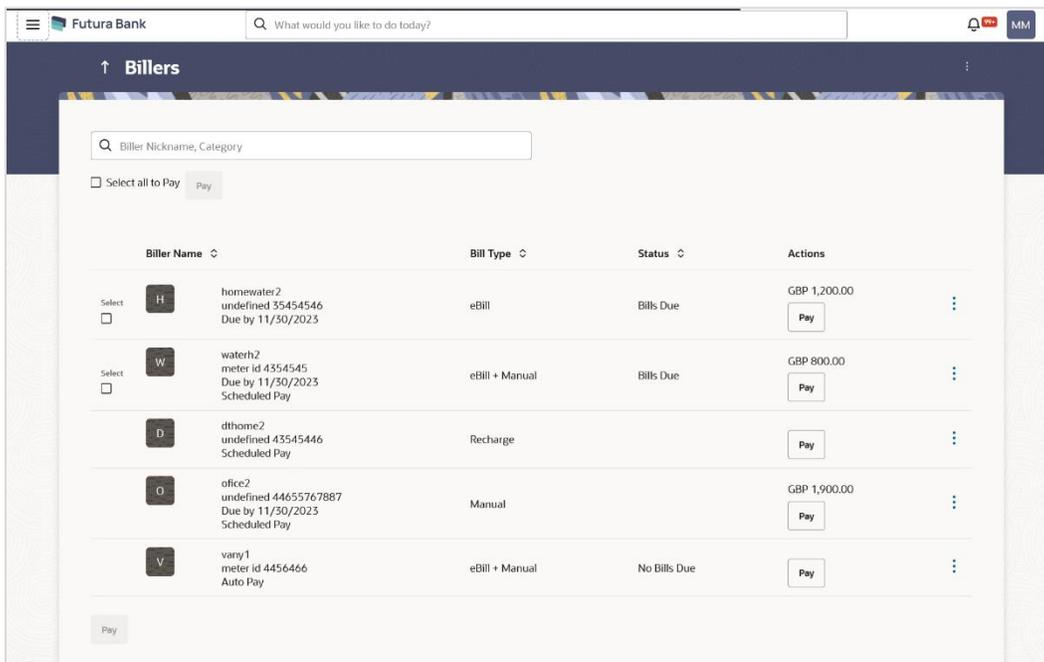 Futura Bank
What would you like to do today?
99+
MM
Billers
Biller Nickname, Category
Select all to Pay
Pay
Biller Name
Bill Type
Status
Actions
Select
H
homewater2
undefined 35454546
Due by 11/30/2023
eBill
Bills Due
GBP 1,200.00
Pay
Select
W
waterh2
meter id 4354545
Due by 11/30/2023
Scheduled Pay
eBill + Manual
Bills Due
GBP 800.00
Pay
D
dthome2
undefined 43545446
Scheduled Pay
Recharge
Pay
O
ofice2
undefined 44655767887
Due by 11/30/2023
Scheduled Pay
Manual
GBP 1,900.00
Pay
V
vany1
meter id 4456466
Auto Pay
eBill + Manual
No Bills Due
Pay
Pay